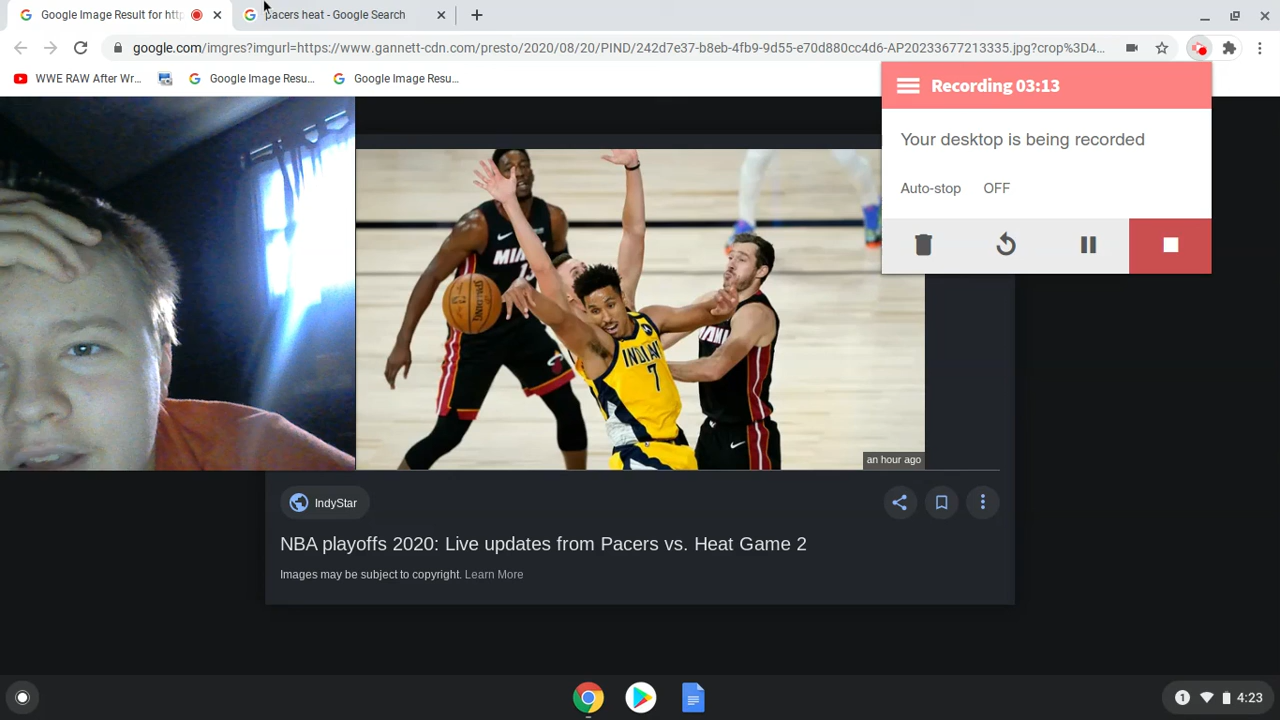 Google Image Result for htt
pacers heat - Google Search
google.com/imgres?imgurl=https://www.gannett-cdn.com/presto/2020/08/20/PIND/242d7e37-b8eb-4fb9-9d55-e70d880cc4d6-AP20233677213335.jpg?crop%3D4...
WWE RAW After Wr...
Google Image Resu...
Google Image Resu...
Recording 03:13
Your desktop is being recorded
Auto-stop OFF
MIAMI
INDIAN
7
an hour ago
IndyStar
NBA playoffs 2020: Live updates from Pacers vs. Heat Game 2
Images may be subject to copyright. Learn More
1
4:23